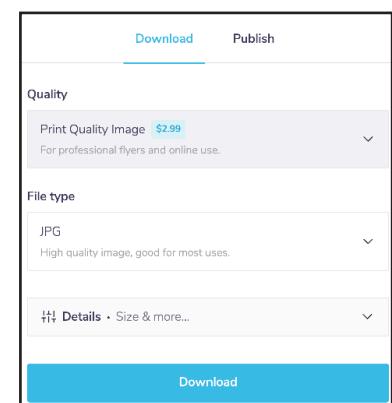 Download Publish
Quality
Print Quality Image $2.99
For professional flyers and online use.
File type
JPG
High quality image, good for most uses.
Details • Size & more...
Download